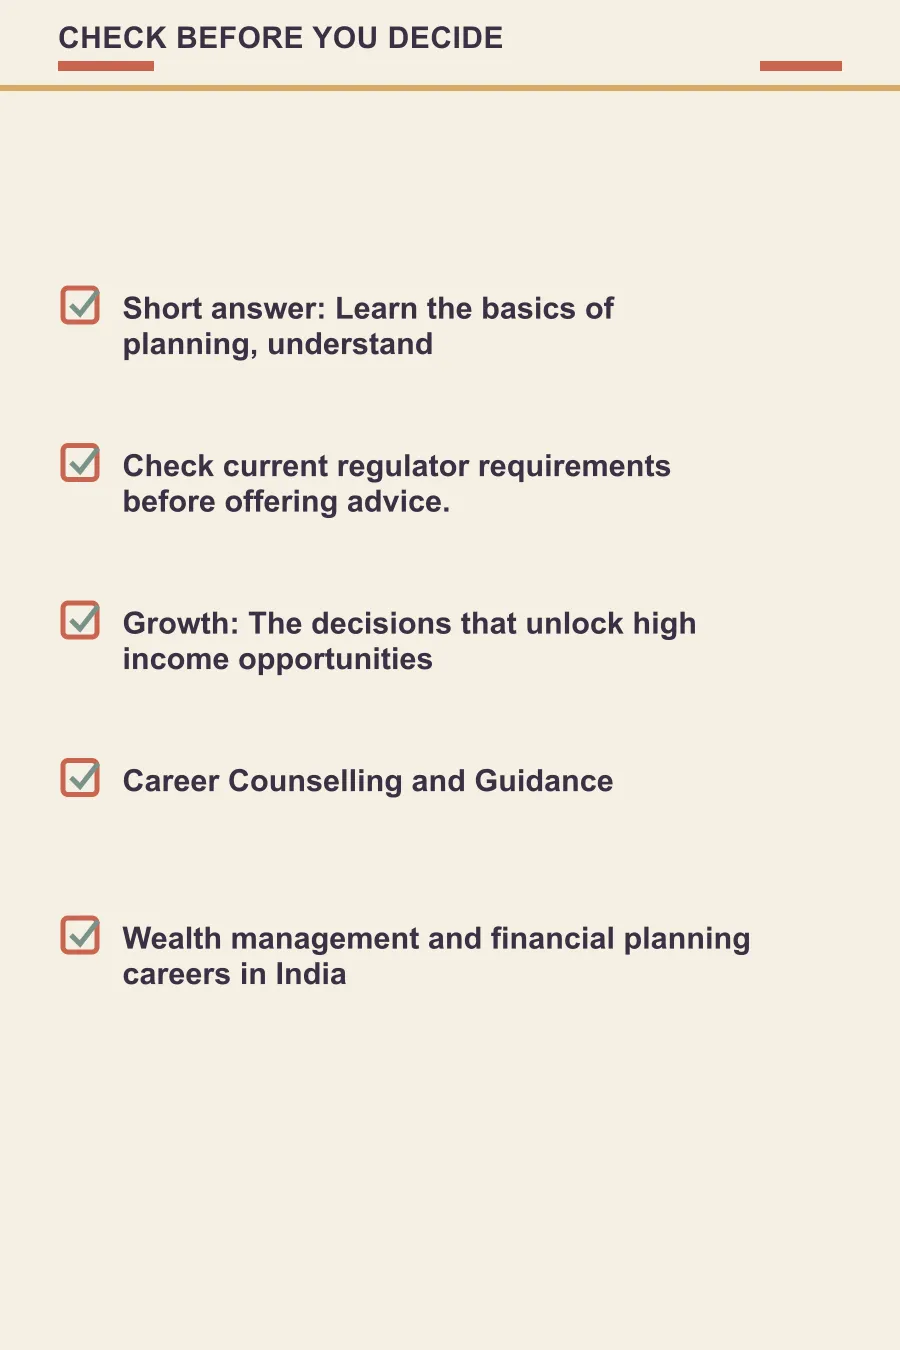 CHECK BEFORE YOU DECIDE
Short answer: Learn the basics of
planning, understand
Check current regulator requirements
before offering advice.
Growth: The decisions that unlock high
income opportunities
Career Counselling and Guidance
Wealth management and financial planning
careers in India